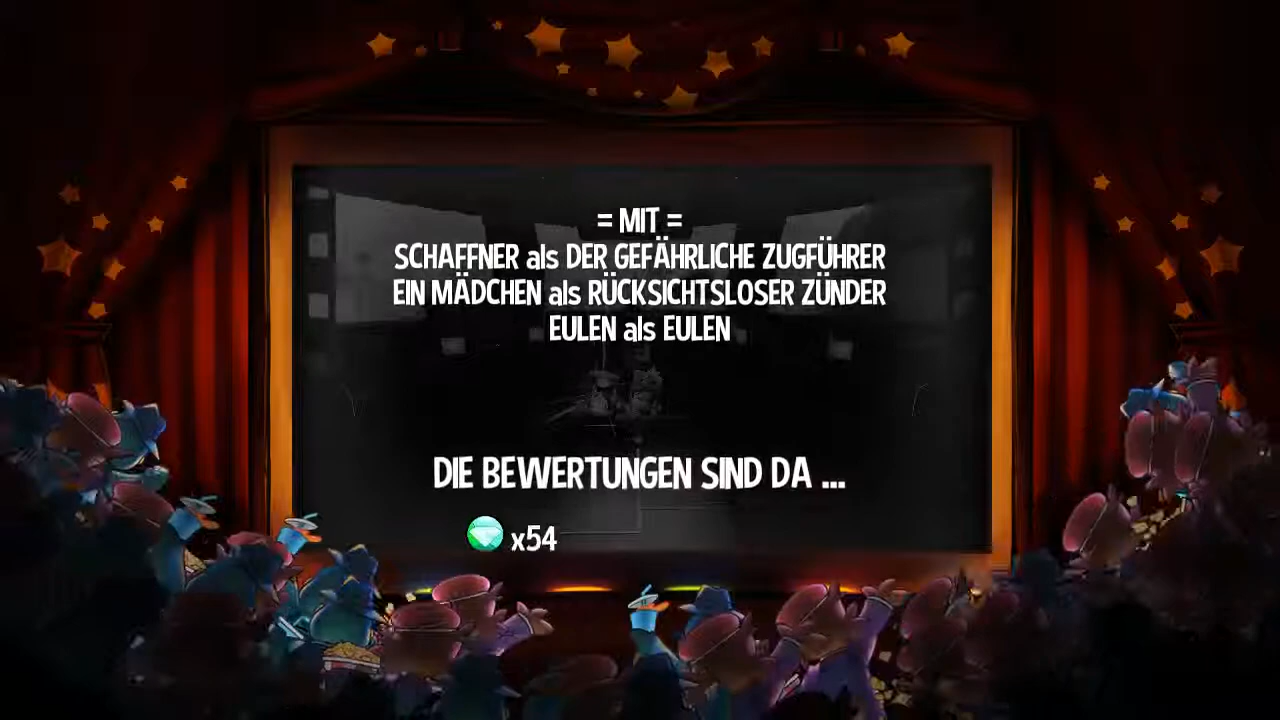 = MIT =
SCHAFFNER als DER GEFÄHRLICHE ZUGFÜHRER
EIN MÄDCHEN als RÜCKSICHTSLOSER ZÜNDER
EULEN als EULEN
DIE BEWERTUNGEN SIND DA ...
x54